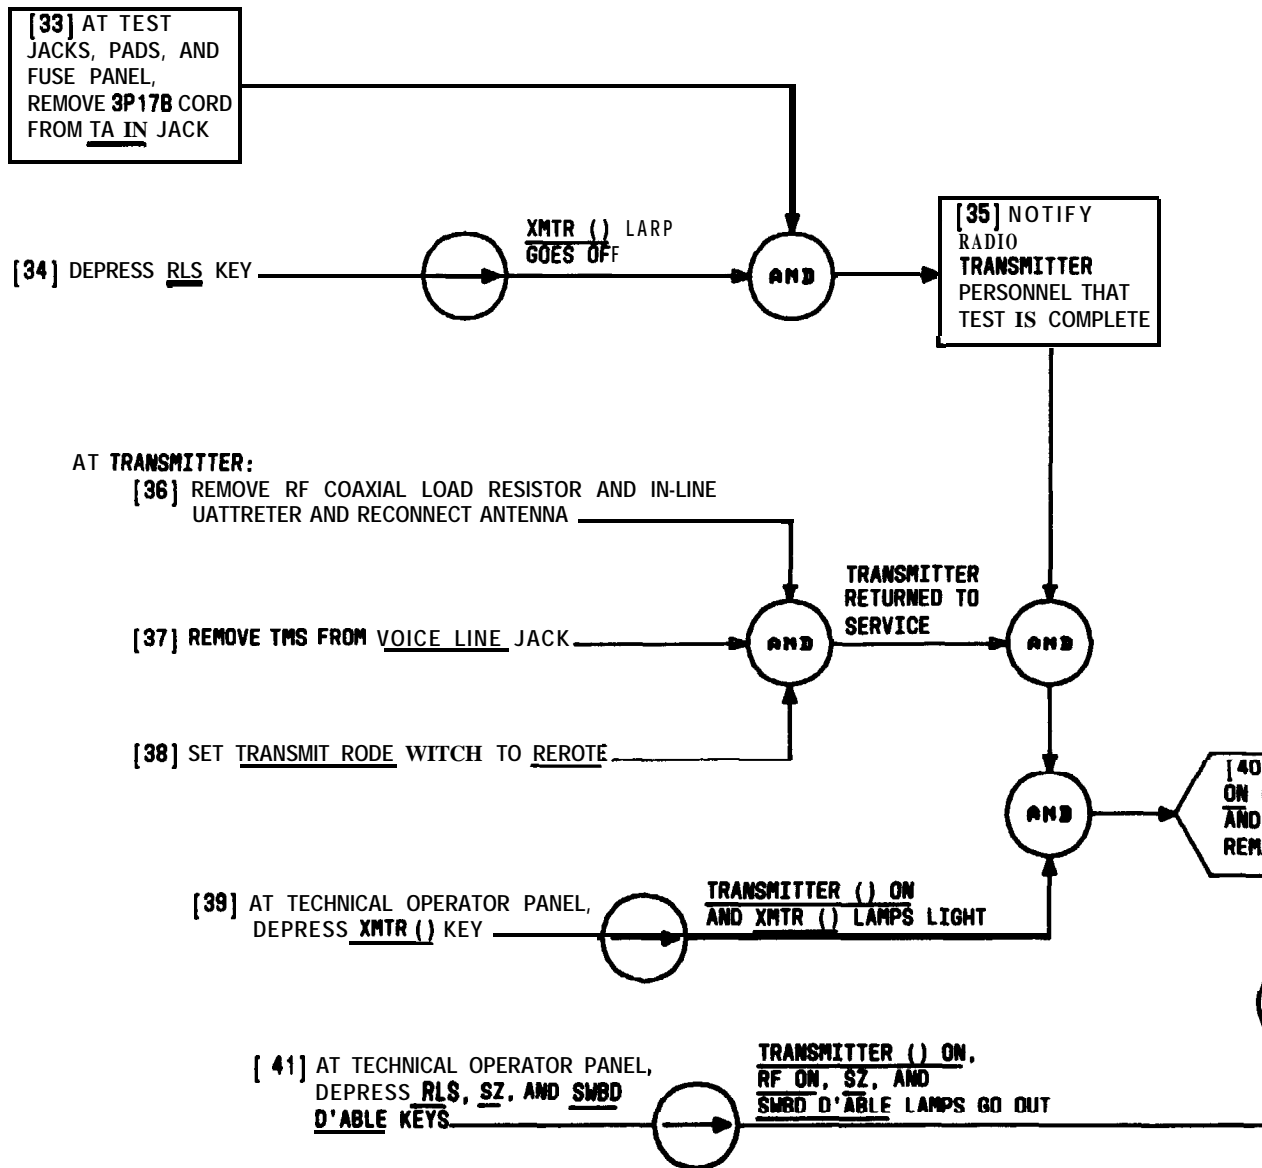 [33] AT TEST
JACKS, PADS, AND
FUSE PANEL,
REMOVE 3P17B CORD
FROM TA IN JACK
[34] DEPRESS RLS KEY
XMTR () LARP
GOES OFF
AND
[35] NOTIFY
RADIO
TRANSMITTER
PERSONNEL THAT
TEST IS COMPLETE
AT TRANSMITTER:
[36] REMOVE RF COAXIAL LOAD RESISTOR AND IN-LINE
UATTRETER AND RECONNECT ANTENNA
[37] REMOVE TMS FROM VOICE LINE JACK
AND
TRANSMITTER
RETURNED TO
SERVICE
AND
[38] SET TRANSMIT RODE WITCH TO REROTE
AND
[40
ON
AND
REM
[39] AT TECHNICAL OPERATOR PANEL,
DEPRESS XMTR () KEY
TRANSMITTER () ON
AND XMTR () LAMPS LIGHT
[41] AT TECHNICAL OPERATOR PANEL,
DEPRESS RLS, SZ, AND SWBD
D'ABLE KEYS
TRANSMITTER () ON,
RF ON, SZ, AND
SWBD D'ABLE LAMPS GO OUT